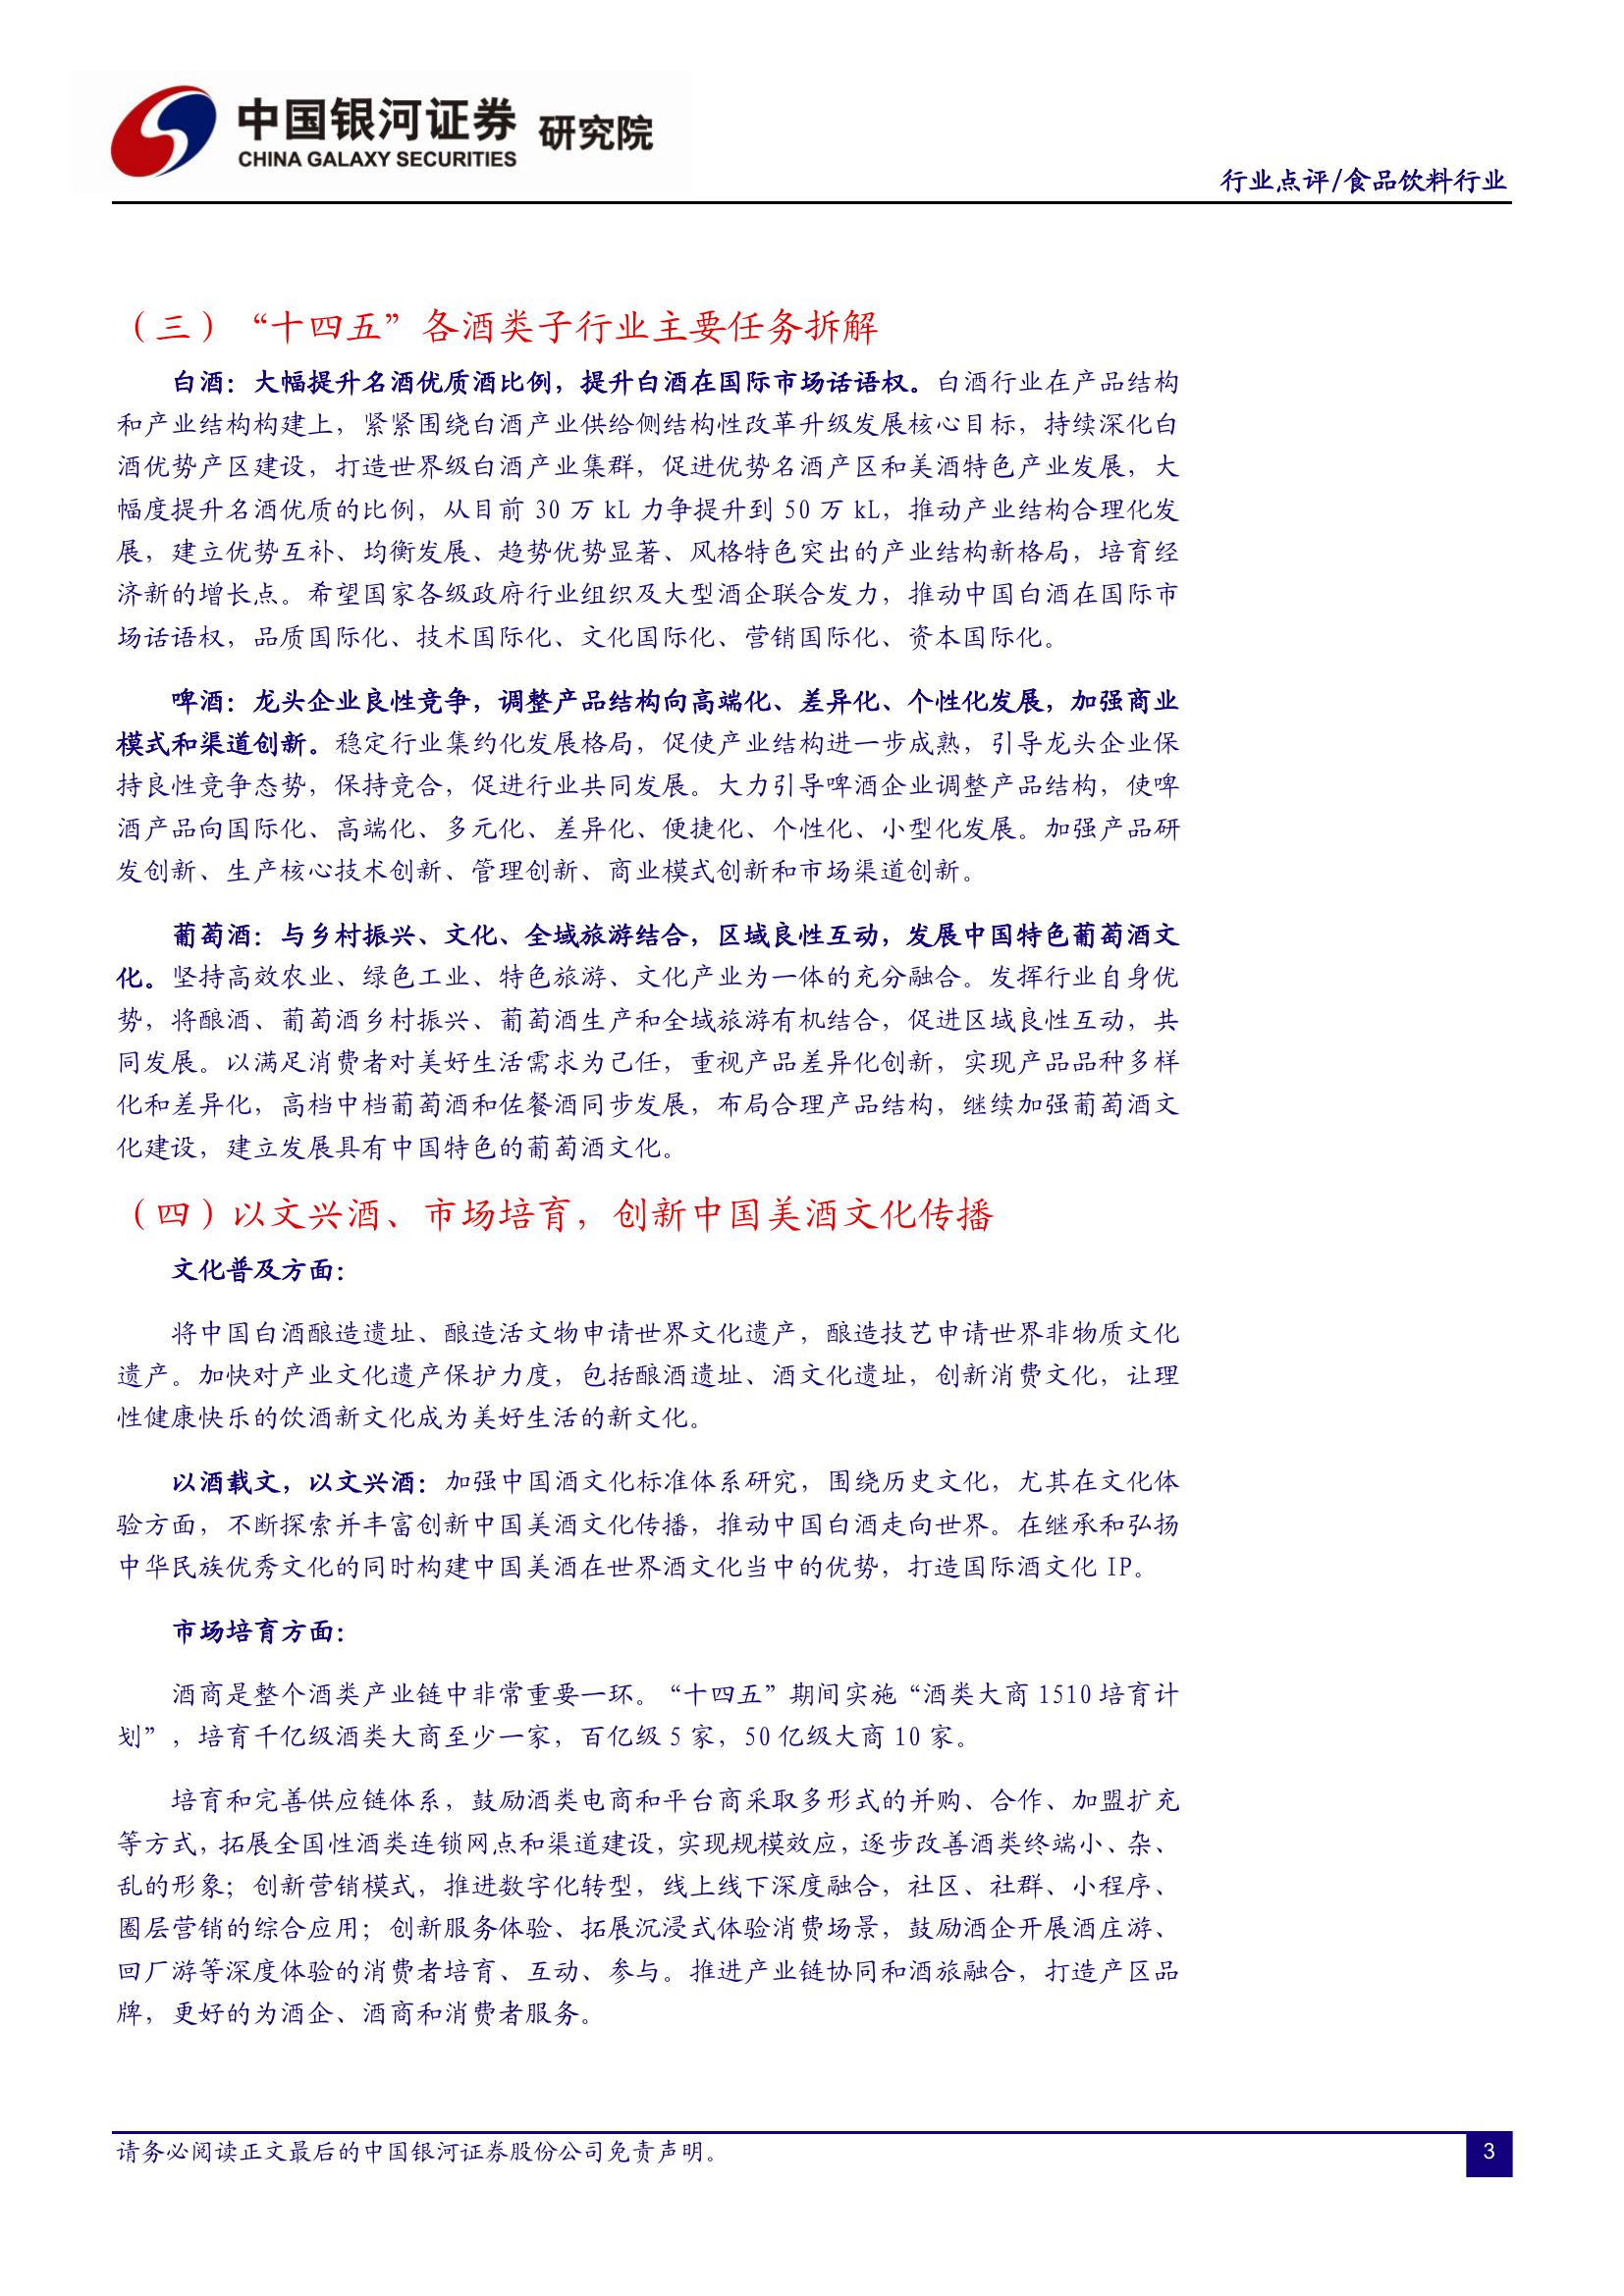 中国银河证券 研究院
CHINA GALAXY SECURITIES
行业点评/食品饮料行业
（三）“十四五”各酒类子行业主要任务拆解
白酒：大幅提升名酒优质酒比例，提升白酒在国际市场话语权。白酒行业在产品结构
和产业结构构建上，紧紧围绕白酒产业供给侧结构性改革升级发展核心目标，持续深化白
酒优势产区建设，打造世界级白酒产业集群，促进优势名酒产区和美酒特色产业发展，大
幅度提升名酒优质的比例，从目前 30 万 kL 力争提升到 50 万 kL，推动产业结构合理化发
展，建立优势互补、均衡发展、趋势优势显著、风格特色突出的产业结构新格局，培育经
济新的增长点。希望国家各级政府行业组织及大型酒企联合发力，推动中国白酒在国际市
场话语权，品质国际化、技术国际化、文化国际化、营销国际化、资本国际化。
啤酒：龙头企业良性竞争，调整产品结构向高端化、差异化、个性化发展，加强商业
模式和渠道创新。稳定行业集约化发展格局，促使产业结构进一步成熟，引导龙头企业保
持良性竞争态势，保持竞合，促进行业共同发展。大力引导啤酒企业调整产品结构，使啤
酒产品向国际化、高端化、多元化、差异化、便捷化、个性化、小型化发展。加强产品研
发创新、生产核心技术创新、管理创新、商业模式创新和市场渠道创新。
葡萄酒：与乡村振兴、文化、全域旅游结合，区域良性互动，发展中国特色葡萄酒文
化。坚持高效农业、绿色工业、特色旅游、文化产业为一体的充分融合。发挥行业自身优
势，将酿酒、葡萄酒乡村振兴、葡萄酒生产和全域旅游有机结合，促进区域良性互动，共
同发展。以满足消费者对美好生活需求为己任，重视产品差异化创新，实现产品品种多样
化和差异化，高档中档葡萄酒和佐餐酒同步发展，布局合理产品结构，继续加强葡萄酒文
化建设，建立发展具有中国特色的葡萄酒文化。
（四）以文兴酒、市场培育，创新中国美酒文化传播
文化普及方面：
将中国白酒酿造遗址、酿造活文物申请世界文化遗产，酿造技艺申请世界非物质文化
遗产。加快对产业文化遗产保护力度，包括酿酒遗址、酒文化遗址，创新消费文化，让理
性健康快乐的饮酒新文化成为美好生活的新文化。
以酒载文，以文兴酒：加强中国酒文化标准体系研究，围绕历史文化，尤其在文化体
验方面，不断探索并丰富创新中国美酒文化传播，推动中国白酒走向世界。在继承和弘扬
中华民族优秀文化的同时构建中国美酒在世界酒文化当中的优势，打造国际酒文化 IP。
市场培育方面：
酒商是整个酒类产业链中非常重要一环。“十四五”期间实施“酒类大商 1510 培育计
划”，培育千亿级酒类大商至少一家，百亿级 5 家，50 亿级大商 10 家。
培育和完善供应链体系，鼓励酒类电商和平台商采取多形式的并购、合作、加盟扩充
等方式，拓展全国性酒类连锁网点和渠道建设，实现规模效应，逐步改善酒类终端小、杂、
乱的形象；创新营销模式，推进数字化转型，线上线下深度融合，社区、社群、小程序、
圈层营销的综合应用；创新服务体验、拓展沉浸式体验消费场景，鼓励酒企开展酒庄游、
回厂游等深度体验的消费者培育、互动、参与。推进产业链协同和酒旅融合，打造产区品
牌，更好的为酒企、酒商和消费者服务。
请务必阅读正文最后的中国银河证券股份公司免责声明。
3